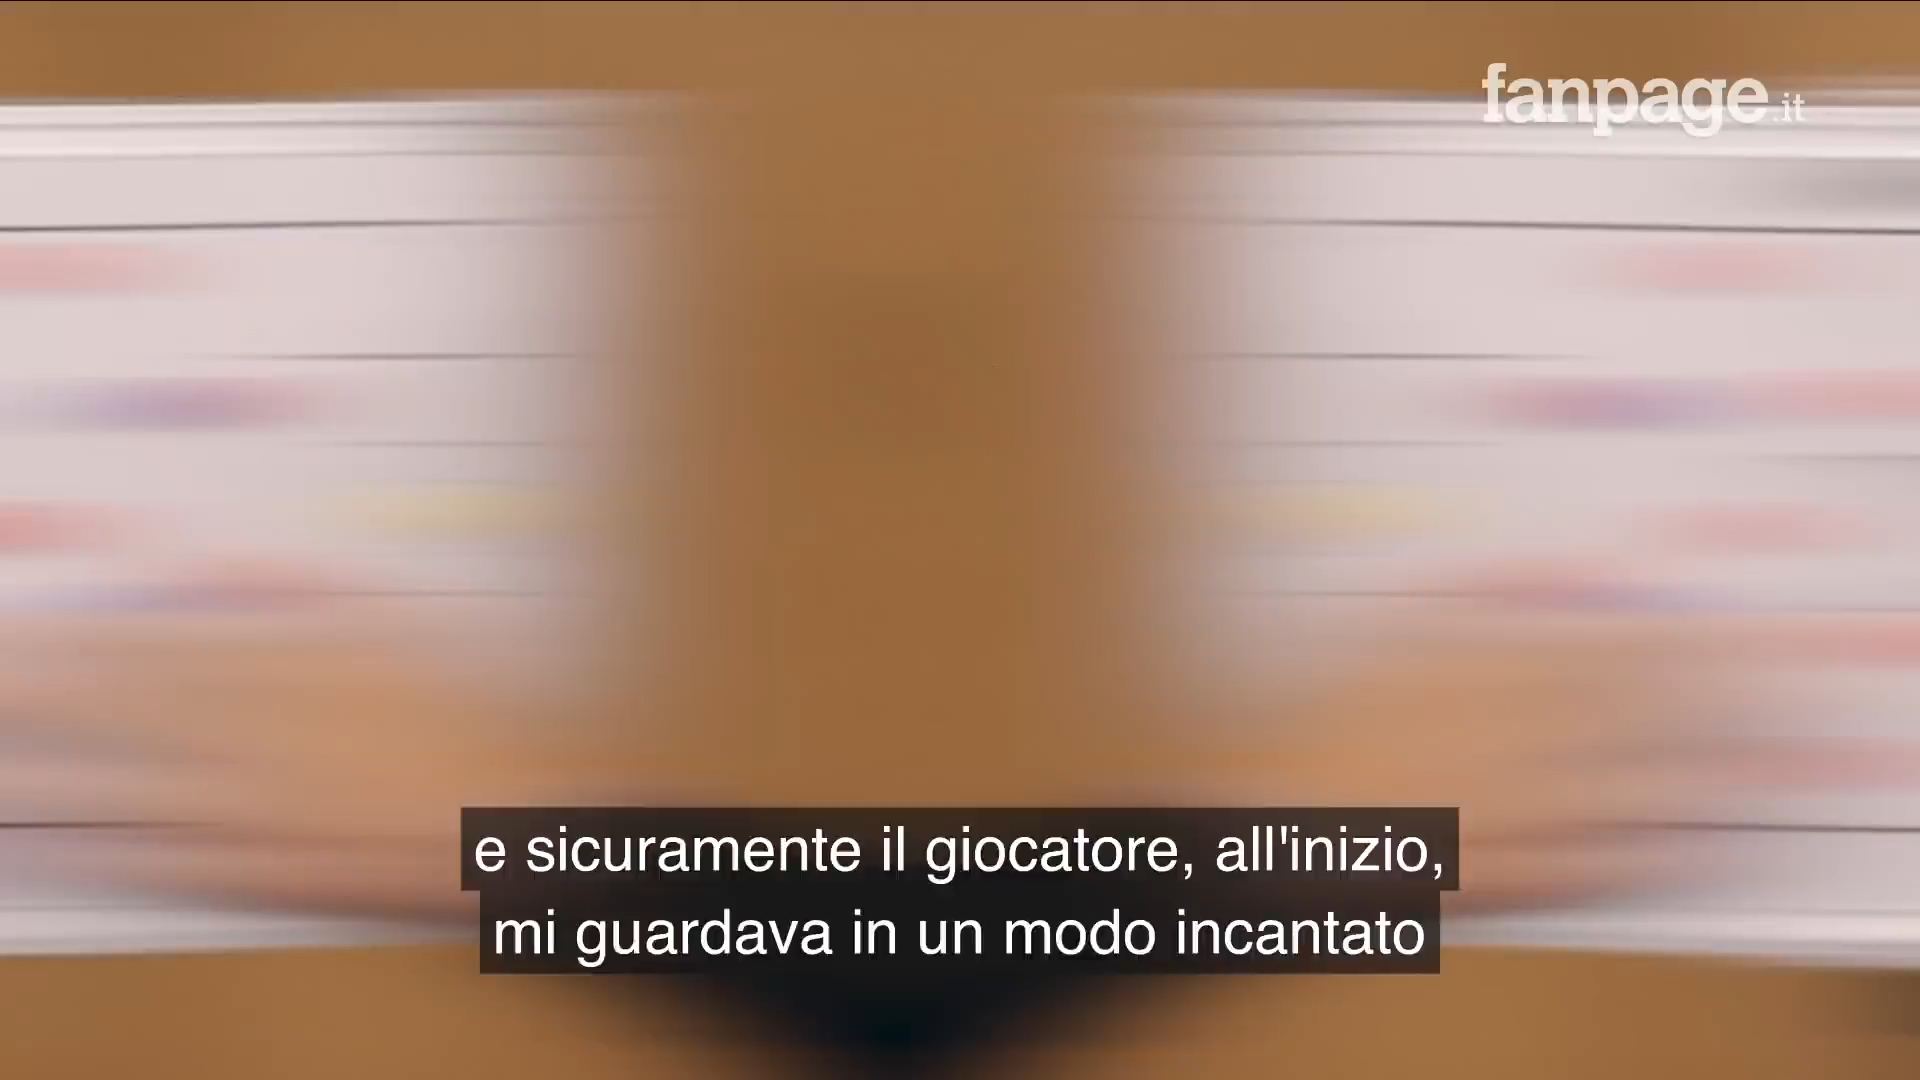 fanpage.it
e sicuramente il giocatore, all'inizio,
mi guardava in un modo incantato